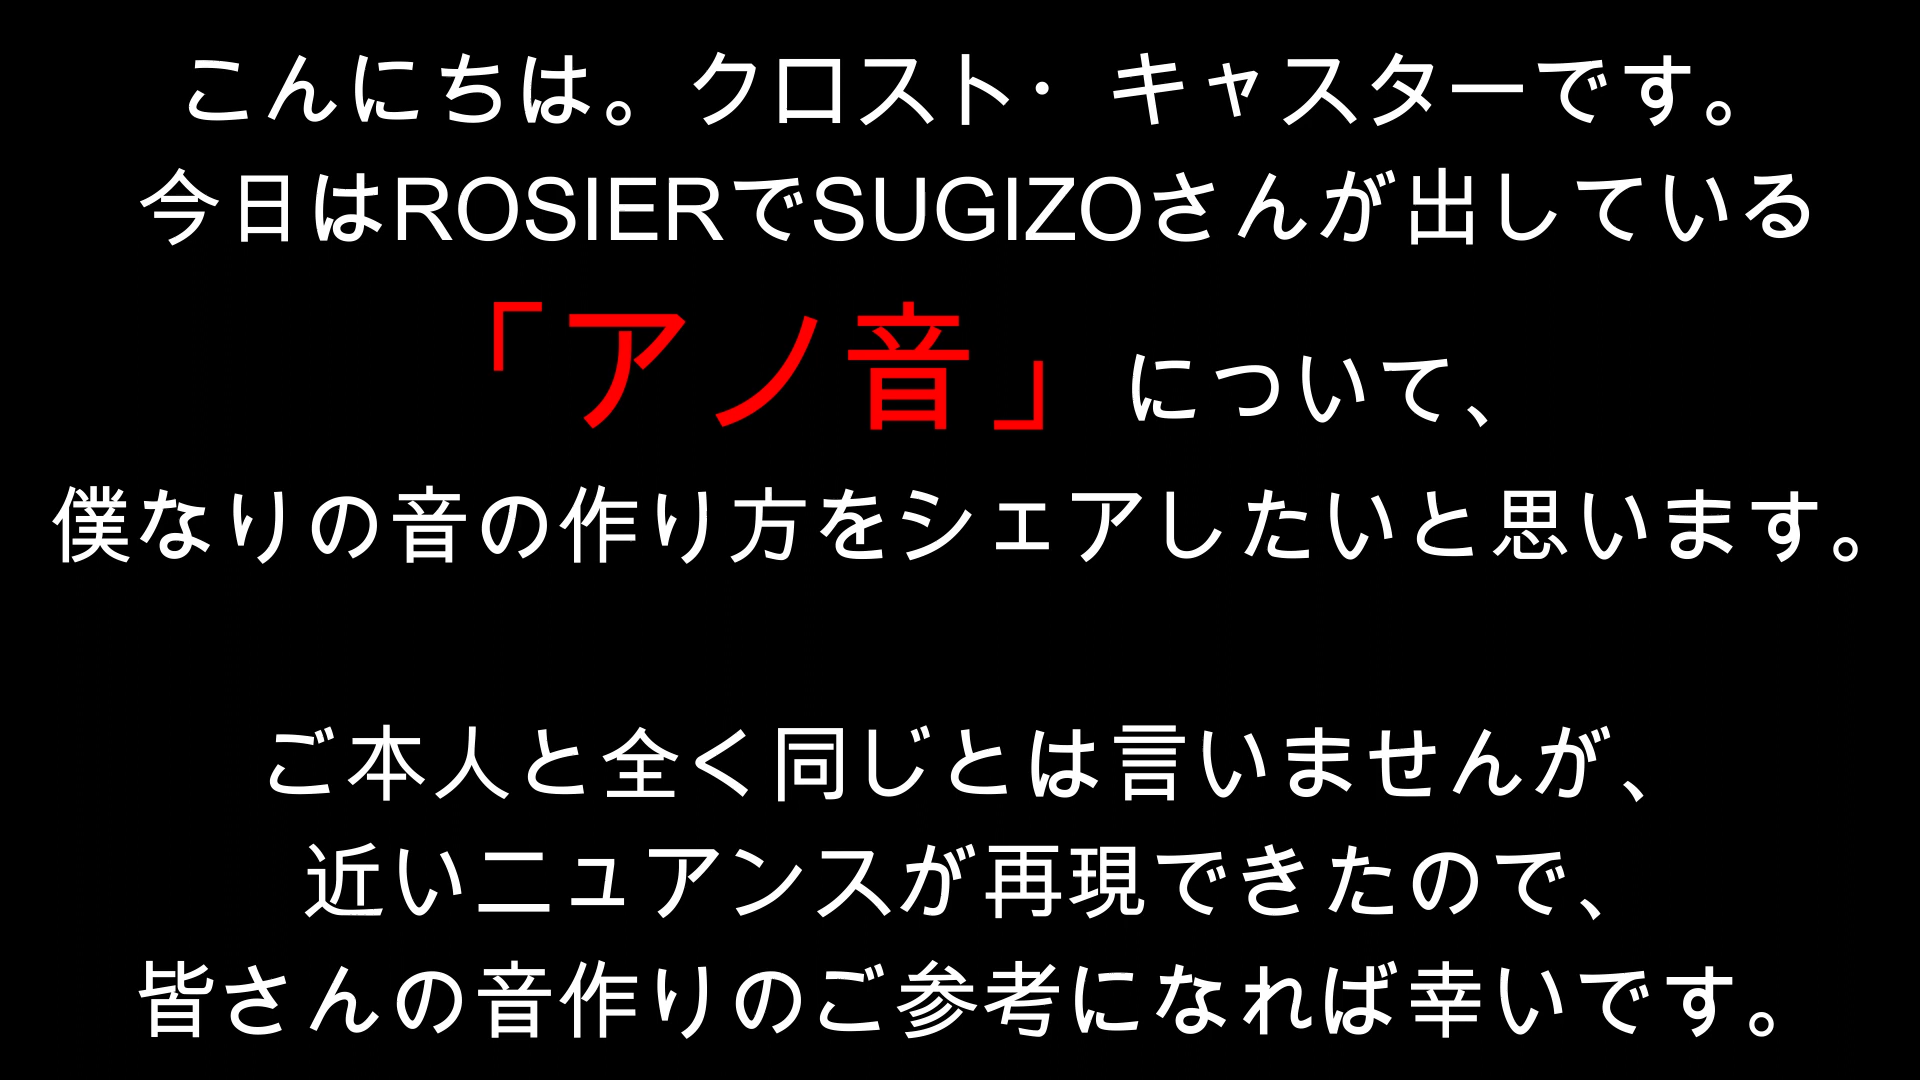 こんにちは。クロスト・キャスターです。
今日はROSIERでSUGIZOさんが出している
「アノ音」について、
僕なりの音の作り方をシェアしたいと思います。
ご本人と全く同じとは言いませんが、
近いニュアンスが再現できたので、
皆さんの音作りのご参考になれば幸いです。